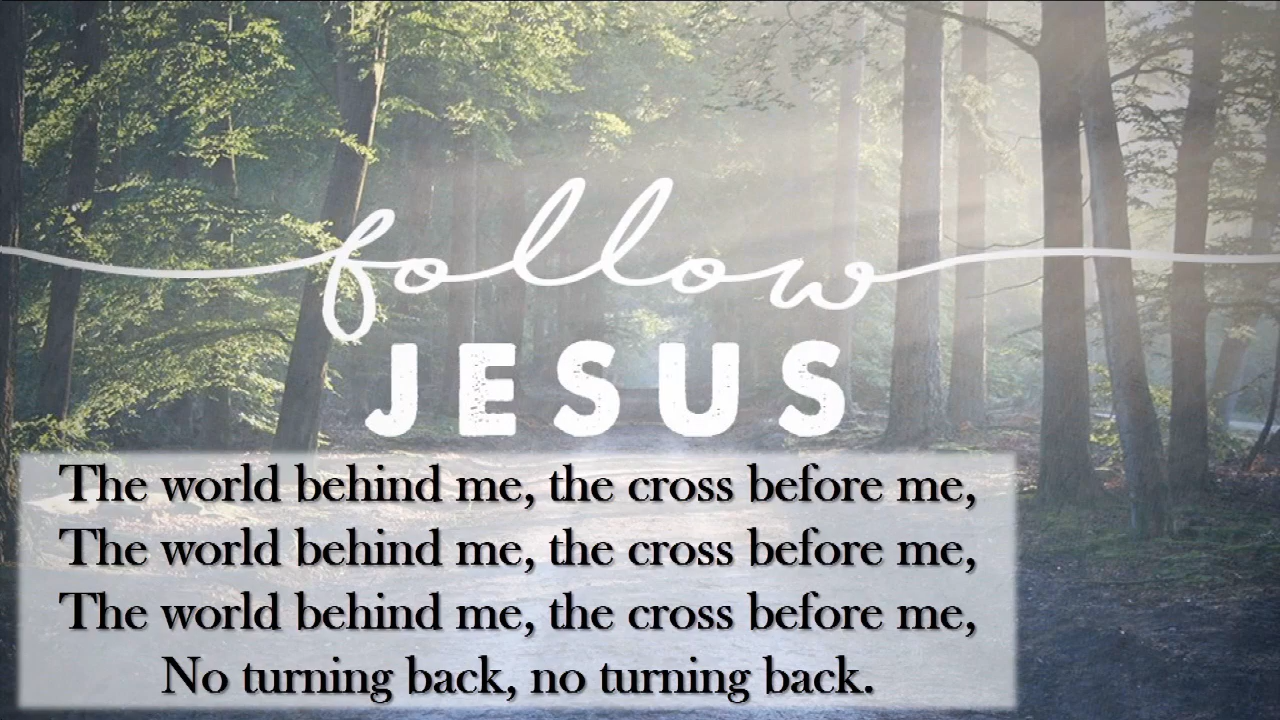 follow
JESUS
The world behind me, the cross before me,
The world behind me, the cross before me,
The world behind me, the cross before me,
No turning back, no turning back.